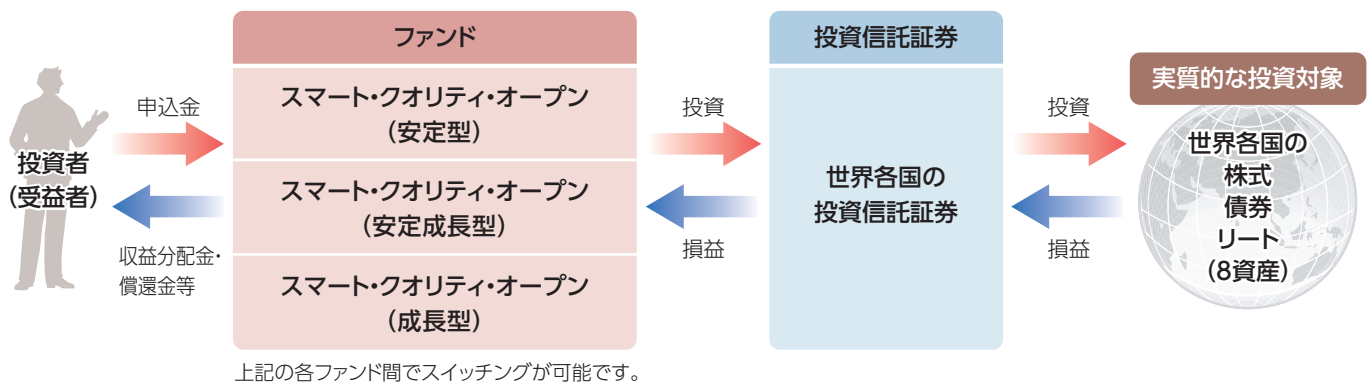 投資者
(受益者)
申込金
収益分配金・
償還金等
ファンド
スマート・クオリティ・オープン
(安定型)
スマート・クオリティ・オープン
(安定成長型)
スマート・クオリティ・オープン
(成長型)
上記の各ファンド間でスイッチングが可能です。
投資
損益
投資信託証券
世界各国の
投資信託証券
投資
損益
実質的な投資対象
世界各国の
株式
債券
リート
(8資産)